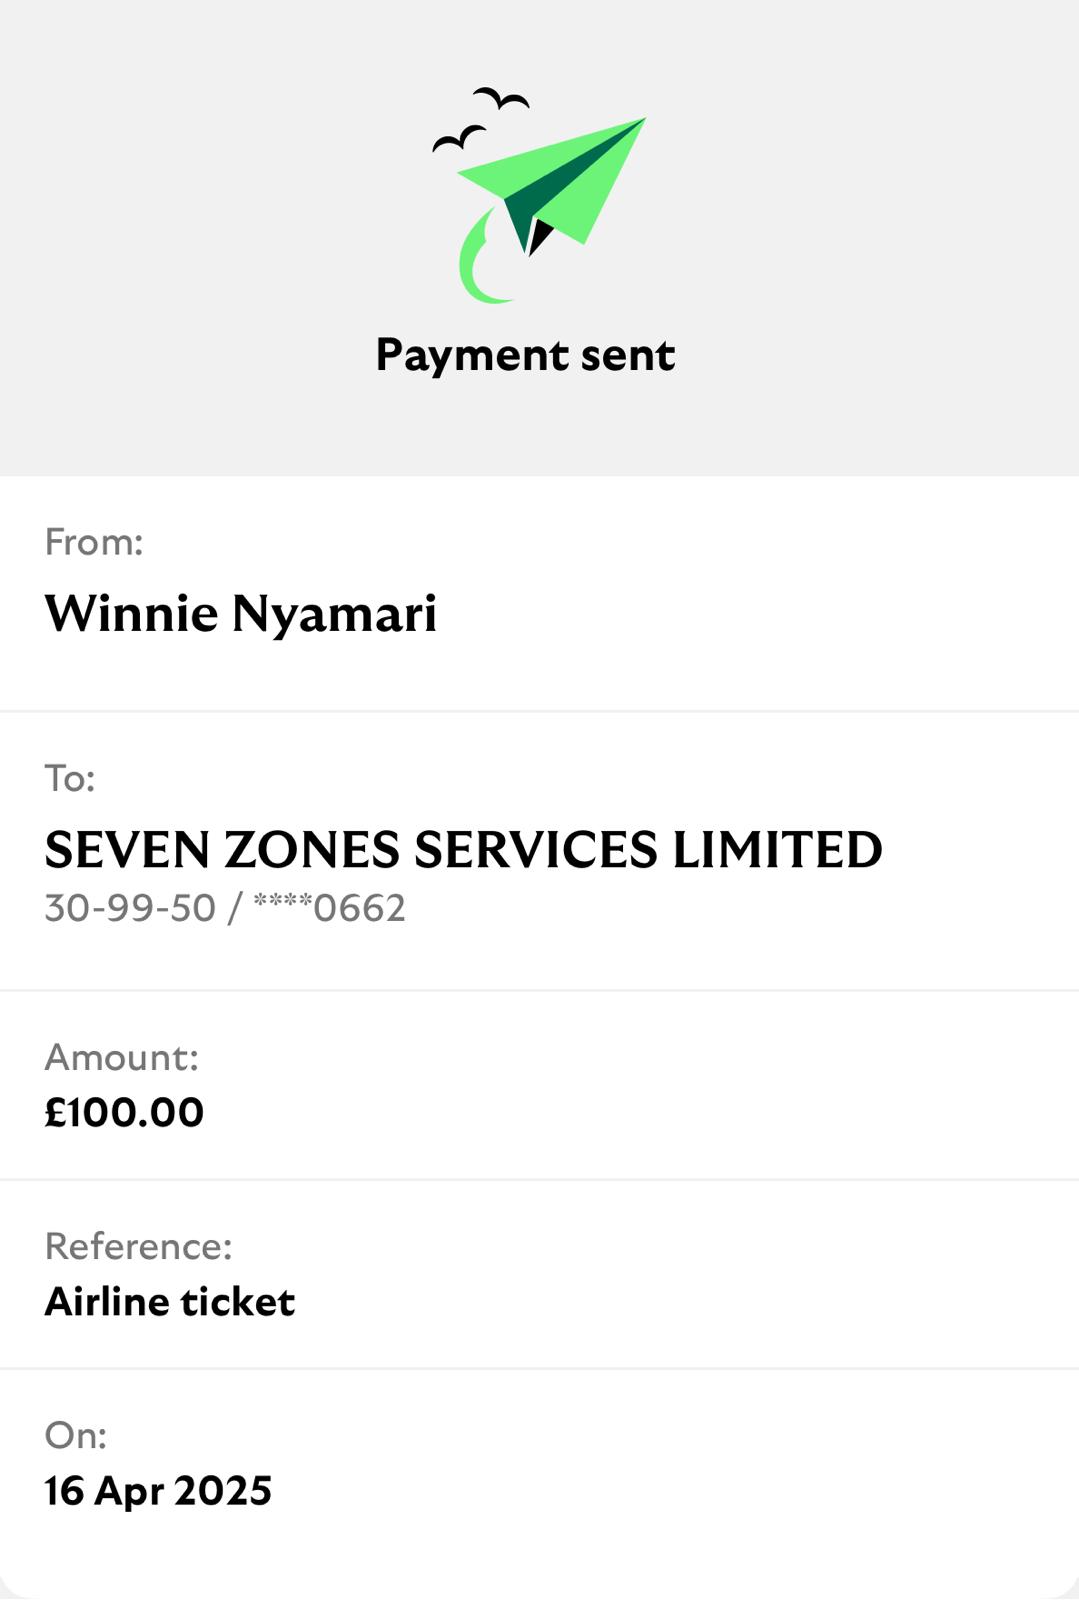 Payment sent
From:
Winnie Nyamari
To:
SEVEN ZONES SERVICES LIMITED
30-99-50 / ****0662
Amount:
£100.00
Reference:
Airline ticket
On:
16 Apr 2025